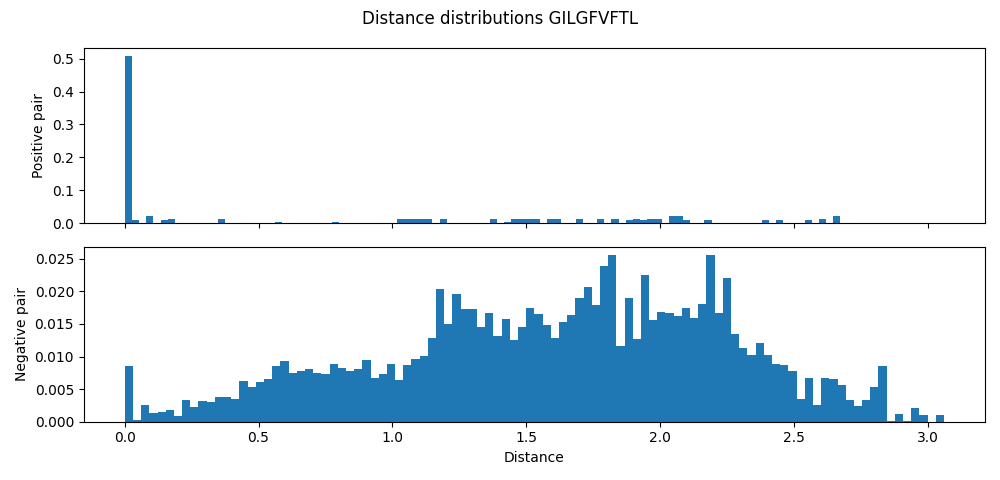 Distance distributions GILGFVFTL
0.5
0.4
0.3
0.2
0.1
0.0
Positive pair
0.025
0.020
0.015
0.010
0.005
0.000
Negative pair
0.0 0.5 1.0 1.5 2.0 2.5 3.0
Distance